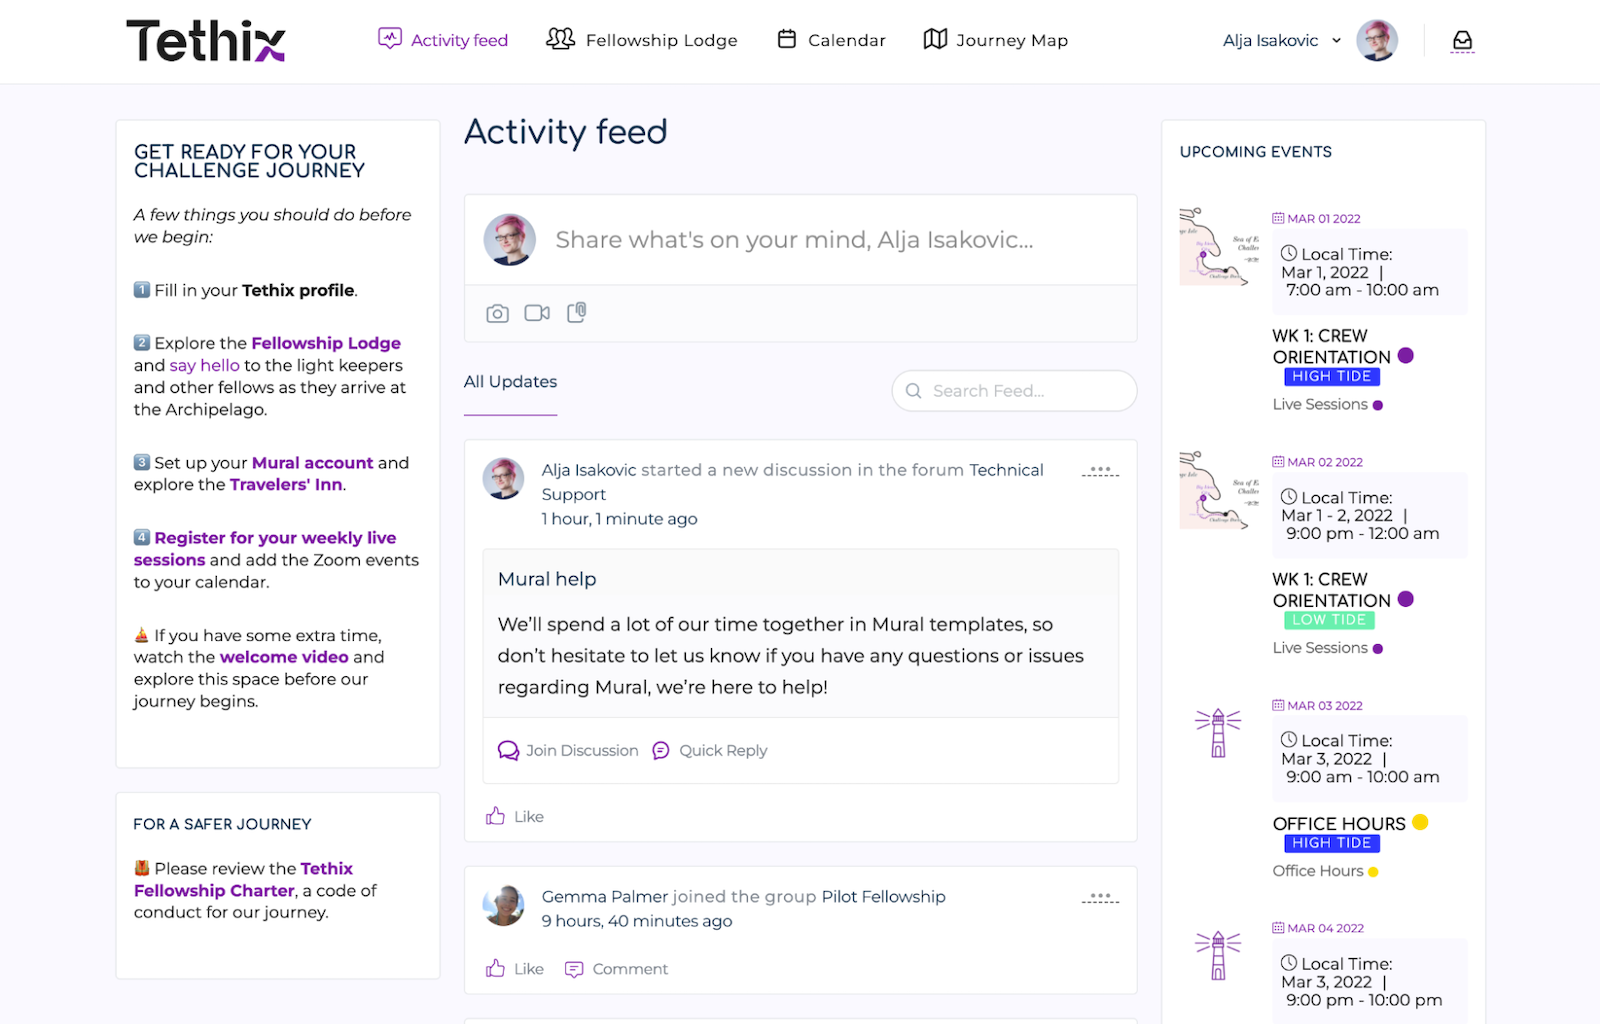 Tethix
Activity feed
Fellowship Lodge
Calendar
Journey Map
Alja Isakovic
GET READY FOR YOUR
CHALLENGE JOURNEY
A few things you should do before
we begin:
1 Fill in your Tethix profile.
2 Explore the Fellowship Lodge
and say hello to the light keepers
and other fellows as they arrive at
the Archipelago.
3 Set up your Mural account and
explore the Travelers' Inn.
4 Register for your weekly live
sessions and add the Zoom events
to your calendar.
⛵ If you have some extra time,
watch the welcome video and
explore this space before our
journey begins.
FOR A SAFER JOURNEY
Please review the Tethix
Fellowship Charter, a code of
conduct for our journey.
Activity feed
Share what's on your mind, Alja Isakovic...
All Updates
Search Feed...
Alja Isakovic started a new discussion in the forum Technical
Support
1 hour, 1 minute ago
Mural help
We’ll spend a lot of our time together in Mural templates, so
don’t hesitate to let us know if you have any questions or issues
regarding Mural, we’re here to help!
Join Discussion
Quick Reply
Like
Gemma Palmer joined the group Pilot Fellowship
9 hours, 40 minutes ago
Like
Comment
UPCOMING EVENTS
MAR 01 2022
Local Time:
Mar 1, 2022 |
7:00 am - 10:00 am
WK 1: CREW
ORIENTATION
HIGH TIDE
Live Sessions
MAR 02 2022
Local Time:
Mar 1 - 2, 2022 |
9:00 pm - 12:00 am
WK 1: CREW
ORIENTATION
LOW TIDE
Live Sessions
MAR 03 2022
Local Time:
Mar 3, 2022 |
9:00 am - 10:00 am
OFFICE HOURS
HIGH TIDE
Office Hours
MAR 04 2022
Local Time:
Mar 3, 2022 |
9:00 pm - 10:00 pm